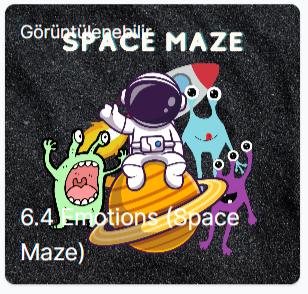 Görüntülenebilir
SPACE MAZE
6.4 Emotions (Space
Maze)